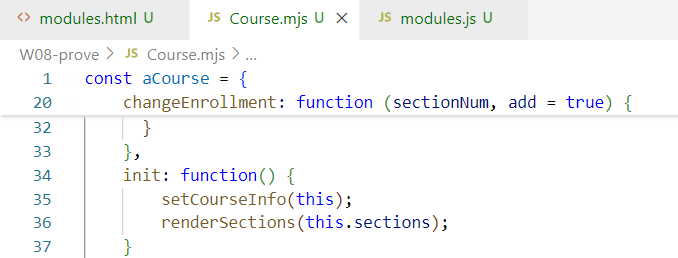 <> modules.html U JS Course.mjs U × JS modules.js U
W08-prove > JS Course.mjs > ...
1 const aCourse = {
20 changeEnrollment: function (sectionNum, add = true) {
32 }
33 },
34 init: function() {
35 setCourseInfo(this);
36 renderSections(this.sections);
37 }